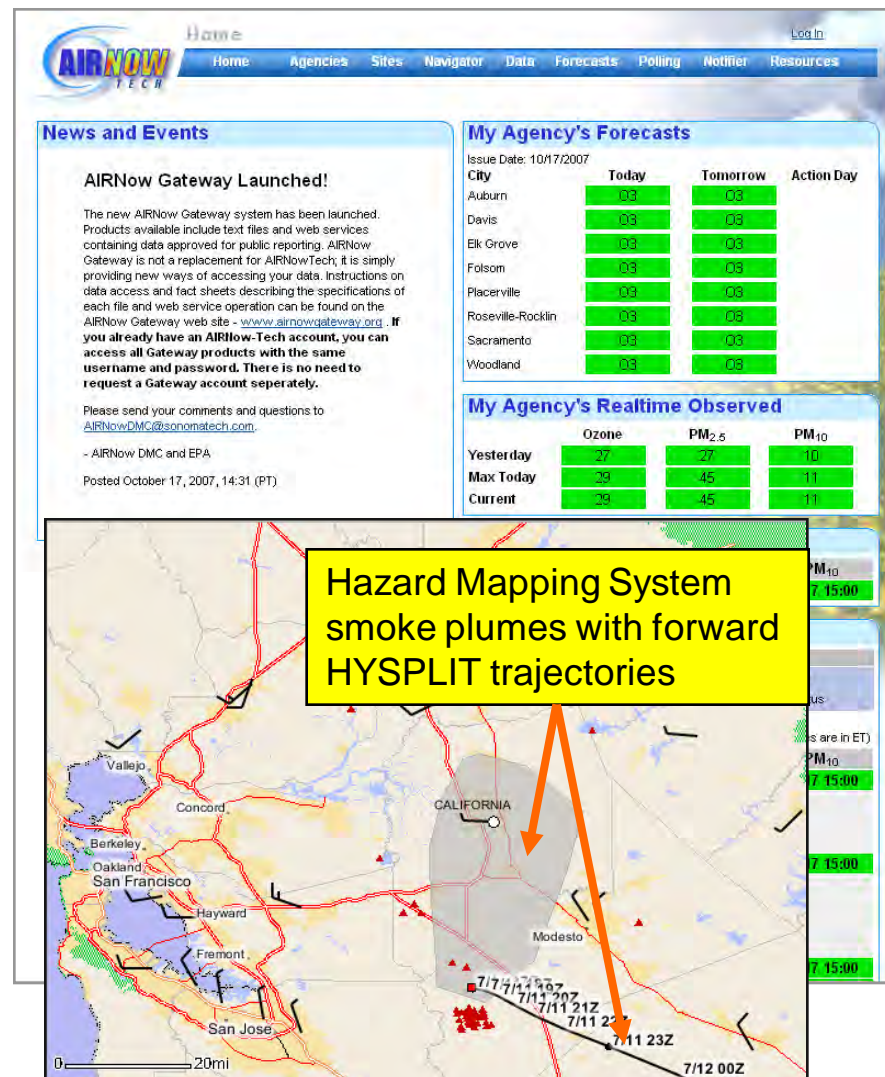 Home
Log In
AIRNOW
TECH
Home Agencies Sites Navigator Data Forecasts Polling Notifier Resources
News and Events
AIRNow Gateway Launched!
The new AIRNow Gateway system has been launched.
Products available include text files and web services
containing data approved for public reporting. AIRNow
Gateway is not a replacement for AIRNowTech; it is simply
providing new ways of accessing your data. Instructions on
data access and fact sheets describing the specifications of
each file and web service operation can be found on the
AIRNow Gateway web site - www.airnowgateway.org . If
you already have an AIRNow-Tech account, you can
access all Gateway products with the same
username and password. There is no need to
request a Gateway account seperately.
Please send your comments and questions to
AIRNowDMC@sonomatech.com.
- AIRNow DMC and EPA
Posted October 17, 2007, 14:31 (PT)
My Agency's Forecasts
Issue Date: 10/17/2007
City Today Tomorrow Action Day
Auburn O3 O3
Davis O3 O3
Elk Grove O3 O3
Folsom O3 O3
Placerville O3 O3
Roseville-Rocklin O3 O3
Sacramento O3 O3
Woodland O3 O3
My Agency's Realtime Observed
Ozone PM2.5 PM10
Yesterday 27 27 10
Max Today 29 45 11
Current 29 45 11
PM10
15:00
us
s are in ET)
PM10
15:00
15:00
15:00
Hazard Mapping System
smoke plumes with forward
HYSPLIT trajectories
Vallejo
Concord
CALIFORNIA
Berkeley
Oakland
San Francisco
Hayward
Modesto
Fremont
San Jose
7/11 19Z
7/11 20Z
7/11 21Z
7/11 22Z
7/11 23Z
7/12 00Z
0 20mi